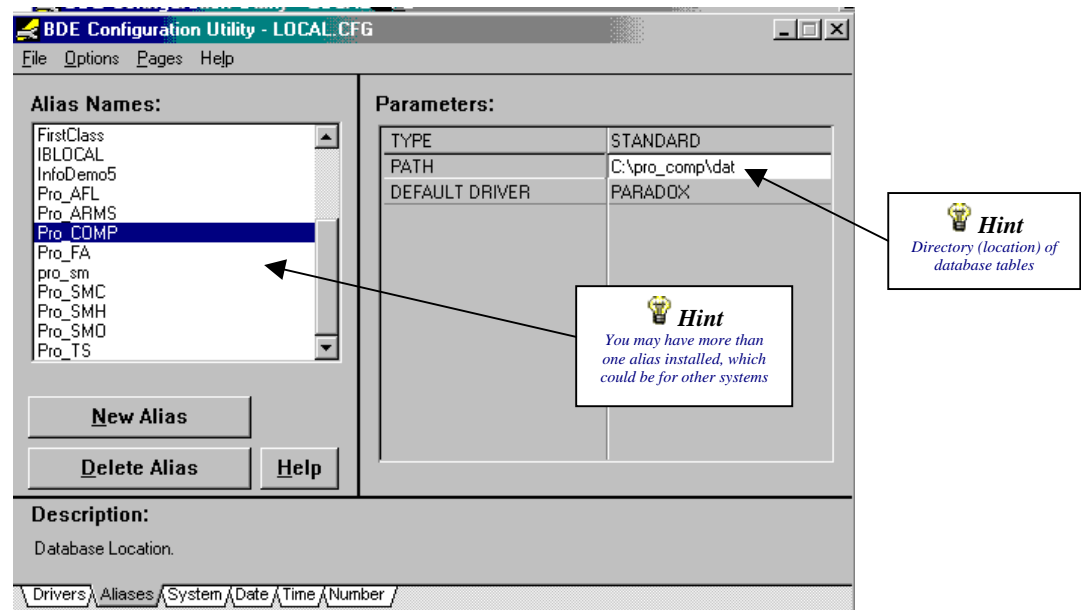 BDE Configuration Utility - LOCAL.CFG
File Options Pages Help
Alias Names:
FirstClass
IBLOCAL
InfoDemo5
Pro_AFL
Pro_ARMS
Pro_COMP
Pro_FA
pro_sm
Pro_SMC
Pro_SMH
Pro_SMO
Pro_TS
New Alias
Delete Alias
Help
Parameters:
TYPE STANDARD
PATH C:\pro_comp\dat
DEFAULT DRIVER PARADOX
Hint
Directory (location) of
database tables
Hint
You may have more than
one alias installed, which
could be for other systems
Description:
Database Location.
Drivers Aliases System Date Time Number